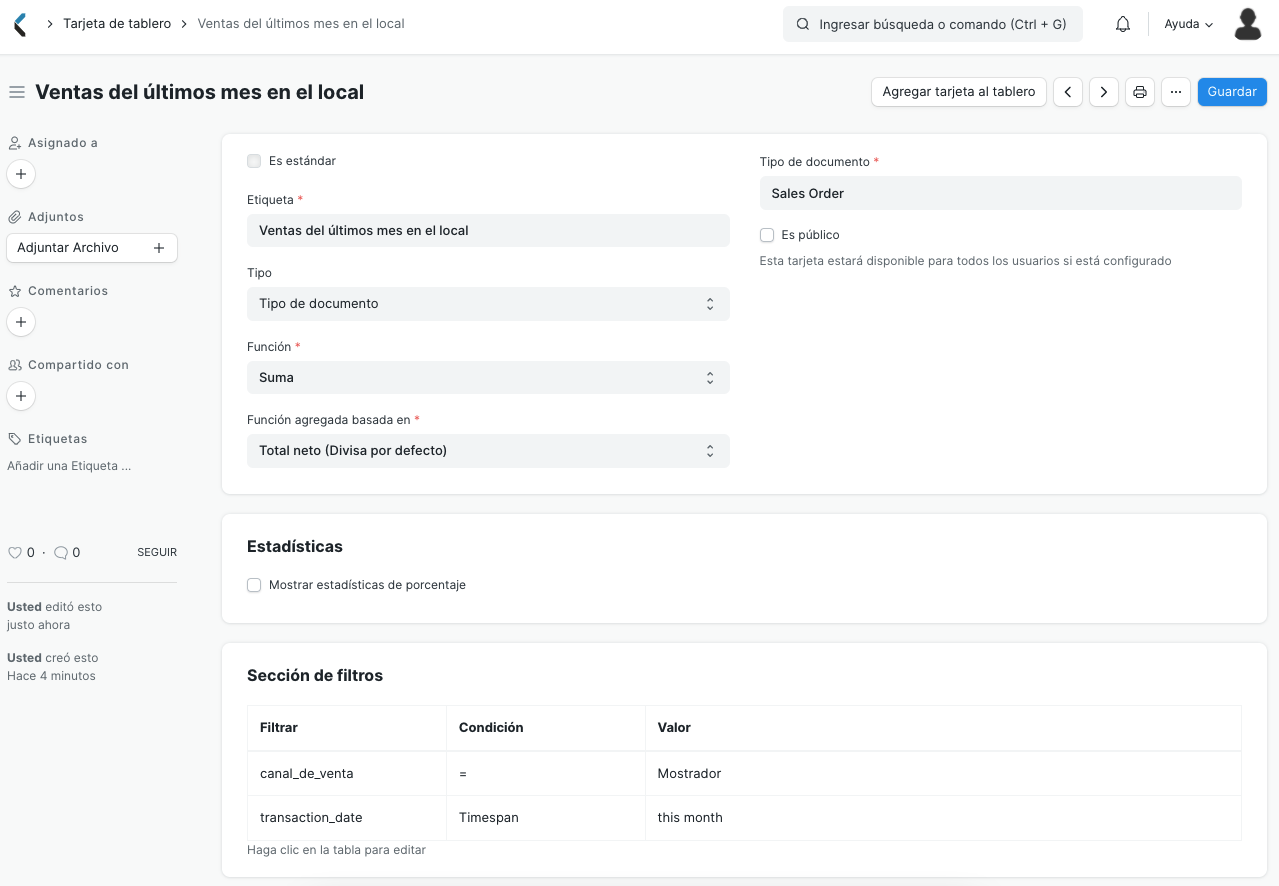 Tarjeta de tablero Ventas del últimos mes en el local
Ingresar búsqueda o comando (Ctrl + G)
Ayuda
Ventas del últimos mes en el local
Agregar tarjeta al tablero
Guardar
Asignado a
Adjuntos
Adjuntar Archivo
Comentarios
Compartido con
Etiquetas
Añadir una Etiqueta ...
0 · 0 SEGUIR
Usted editó esto
justo ahora
Usted creó esto
Hace 4 minutos
Es estándar
Etiqueta *
Ventas del últimos mes en el local
Tipo
Tipo de documento
Función *
Suma
Función agregada basada en *
Total neto (Divisa por defecto)
Tipo de documento *
Sales Order
Es público
Esta tarjeta estará disponible para todos los usuarios si está configurado
Estadísticas
Mostrar estadísticas de porcentaje
Sección de filtros
Filtrar Condición Valor
canal_de_venta = Mostrador
transaction_date Timespan this month
Haga clic en la tabla para editar